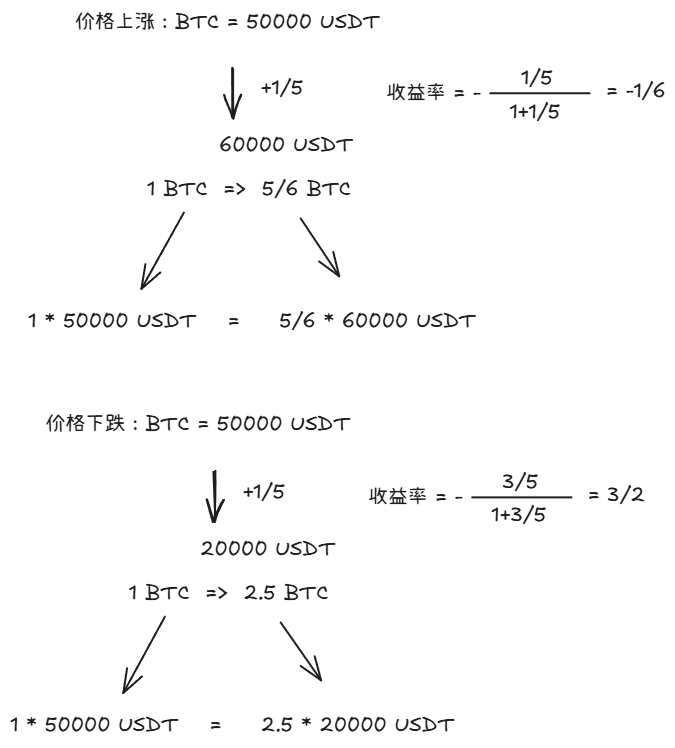 价格上涨：BTC = 50000 USDT
+1/5
收益率 = - 1/5
1+1/5
= -1/6
60000 USDT
1 BTC => 5/6 BTC
1 * 50000 USDT = 5/6 * 60000 USDT
价格下跌：BTC = 50000 USDT
+1/5
收益率 = - 3/5
1+3/5
= 3/2
20000 USDT
1 BTC => 2.5 BTC
1 * 50000 USDT = 2.5 * 20000 USDT